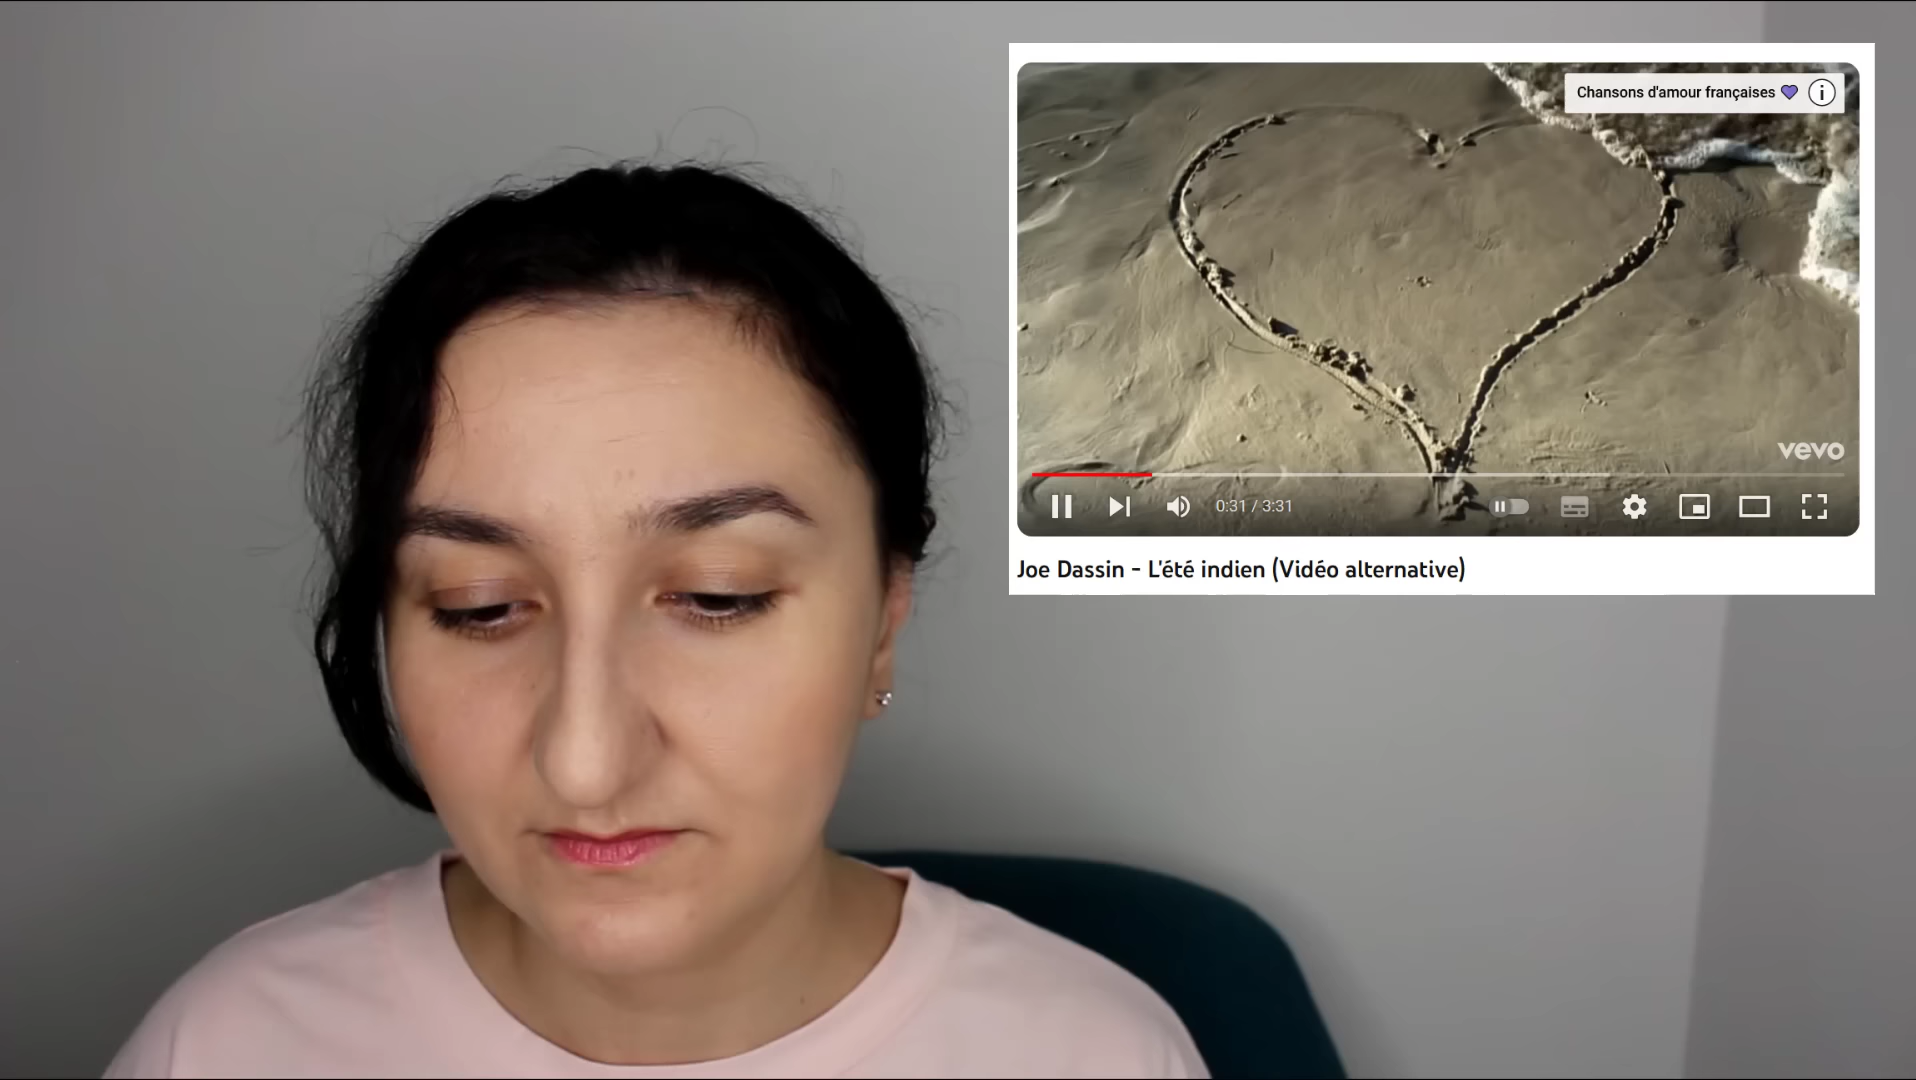 Chansons d'amour françaises 💜 i
vevo
0:31 / 3:31
Joe Dassin - L'été indien (Vidéo alternative)